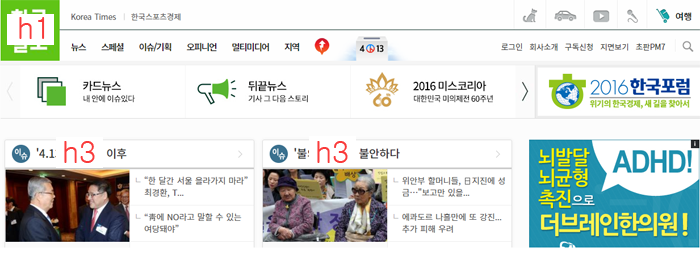 h1
Korea Times | 한국스포츠경제
여행
뉴스 스페셜 이슈/기획 오피니언 멀티미디어 지역
4 13
로그인 회사소개 구독신청 지면보기 초판PM7
카드뉴스
내 안에 이슈있다
뒤끝뉴스
기사 그 다음 스토리
60
2016 미스코리아
대한민국 미의제전 60주년
2016 한국포럼
위기의 한국경제, 새 길을 찾아서
이슈 '4.1 h3 이후
이슈 '불 h3 불안하다
“한 달간 서울 올라가지 마라”
최경환, T...
“靑에 NO라고 말할 수 있는
여당돼야”
위안부 할머니들, 日지진에 성
금…”보고만 있을...
에콰도르 나흘만에 또 강진...
추가 피해 우려
뇌발달
뇌균형
촉진으로
ADHD!
더브레인한의원!